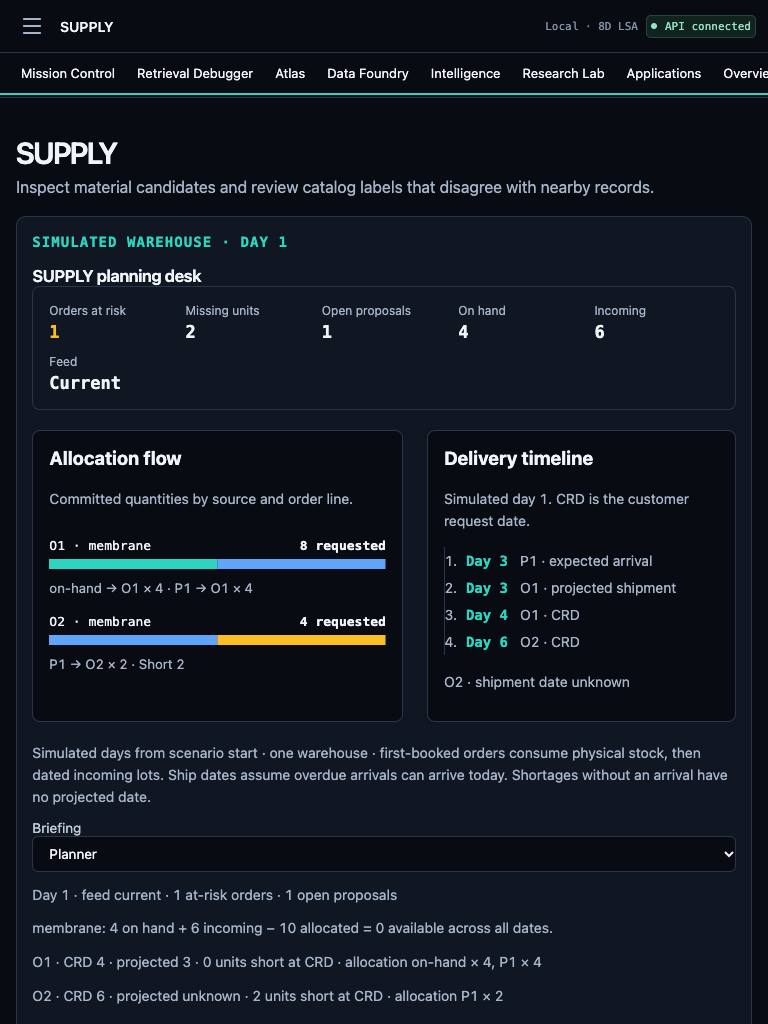 SUPPLY
Local · 8D LSA
API connected
Mission Control
Retrieval Debugger
Atlas
Data Foundry
Intelligence
Research Lab
Applications
Overvie
SUPPLY
Inspect material candidates and review catalog labels that disagree with nearby records.
SIMULATED WAREHOUSE · DAY 1
SUPPLY planning desk
Orders at risk
1
Missing units
2
Open proposals
1
On hand
4
Incoming
6
Feed
Current
Allocation flow
Committed quantities by source and order line.
O1 · membrane
8 requested
on-hand → O1 × 4 · P1 → O1 × 4
O2 · membrane
4 requested
P1 → O2 × 2 · Short 2
Delivery timeline
Simulated day 1. CRD is the customer
request date.
1. Day 3 P1 · expected arrival
2. Day 3 O1 · projected shipment
3. Day 4 O1 · CRD
4. Day 6 O2 · CRD
O2 · shipment date unknown
Simulated days from scenario start · one warehouse · first-booked orders consume physical stock, then
dated incoming lots. Ship dates assume overdue arrivals can arrive today. Shortages without an arrival have
no projected date.
Briefing
Planner
Day 1 · feed current · 1 at-risk orders · 1 open proposals
membrane: 4 on hand + 6 incoming − 10 allocated = 0 available across all dates.
O1 · CRD 4 · projected 3 · 0 units short at CRD · allocation on-hand × 4, P1 × 4
O2 · CRD 6 · projected unknown · 2 units short at CRD · allocation P1 × 2